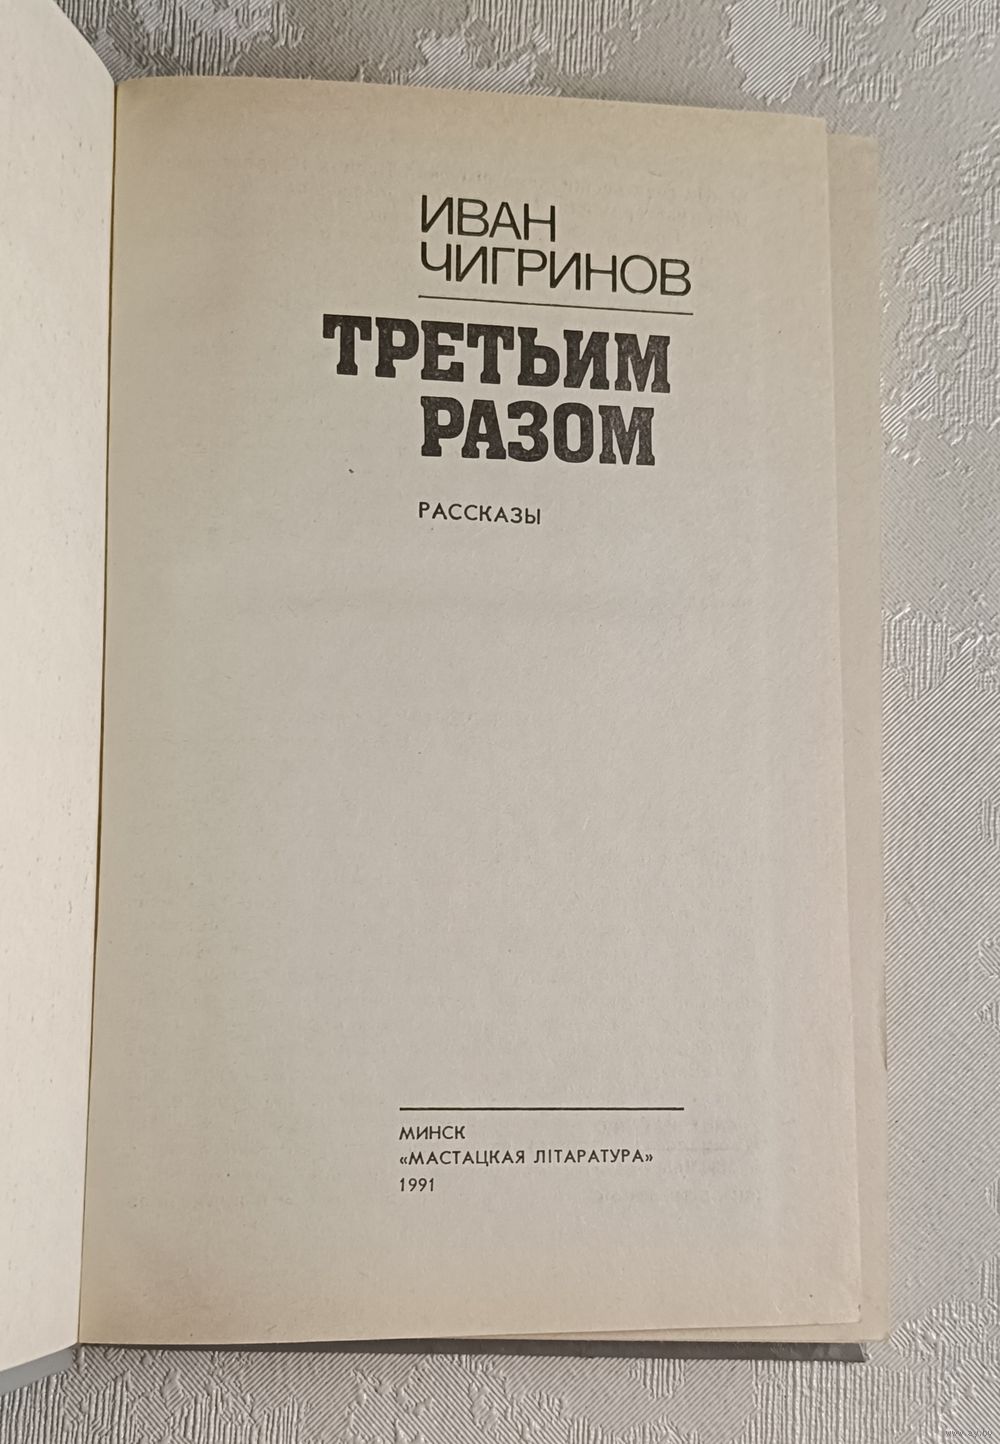 ИВАН
ЧИГРИНОВ
ТРЕТЬИМ
РАЗОМ
РАССКАЗЫ
МИНСК
«МАСТАЦКАЯ ЛІТАРАТУРА»
1991